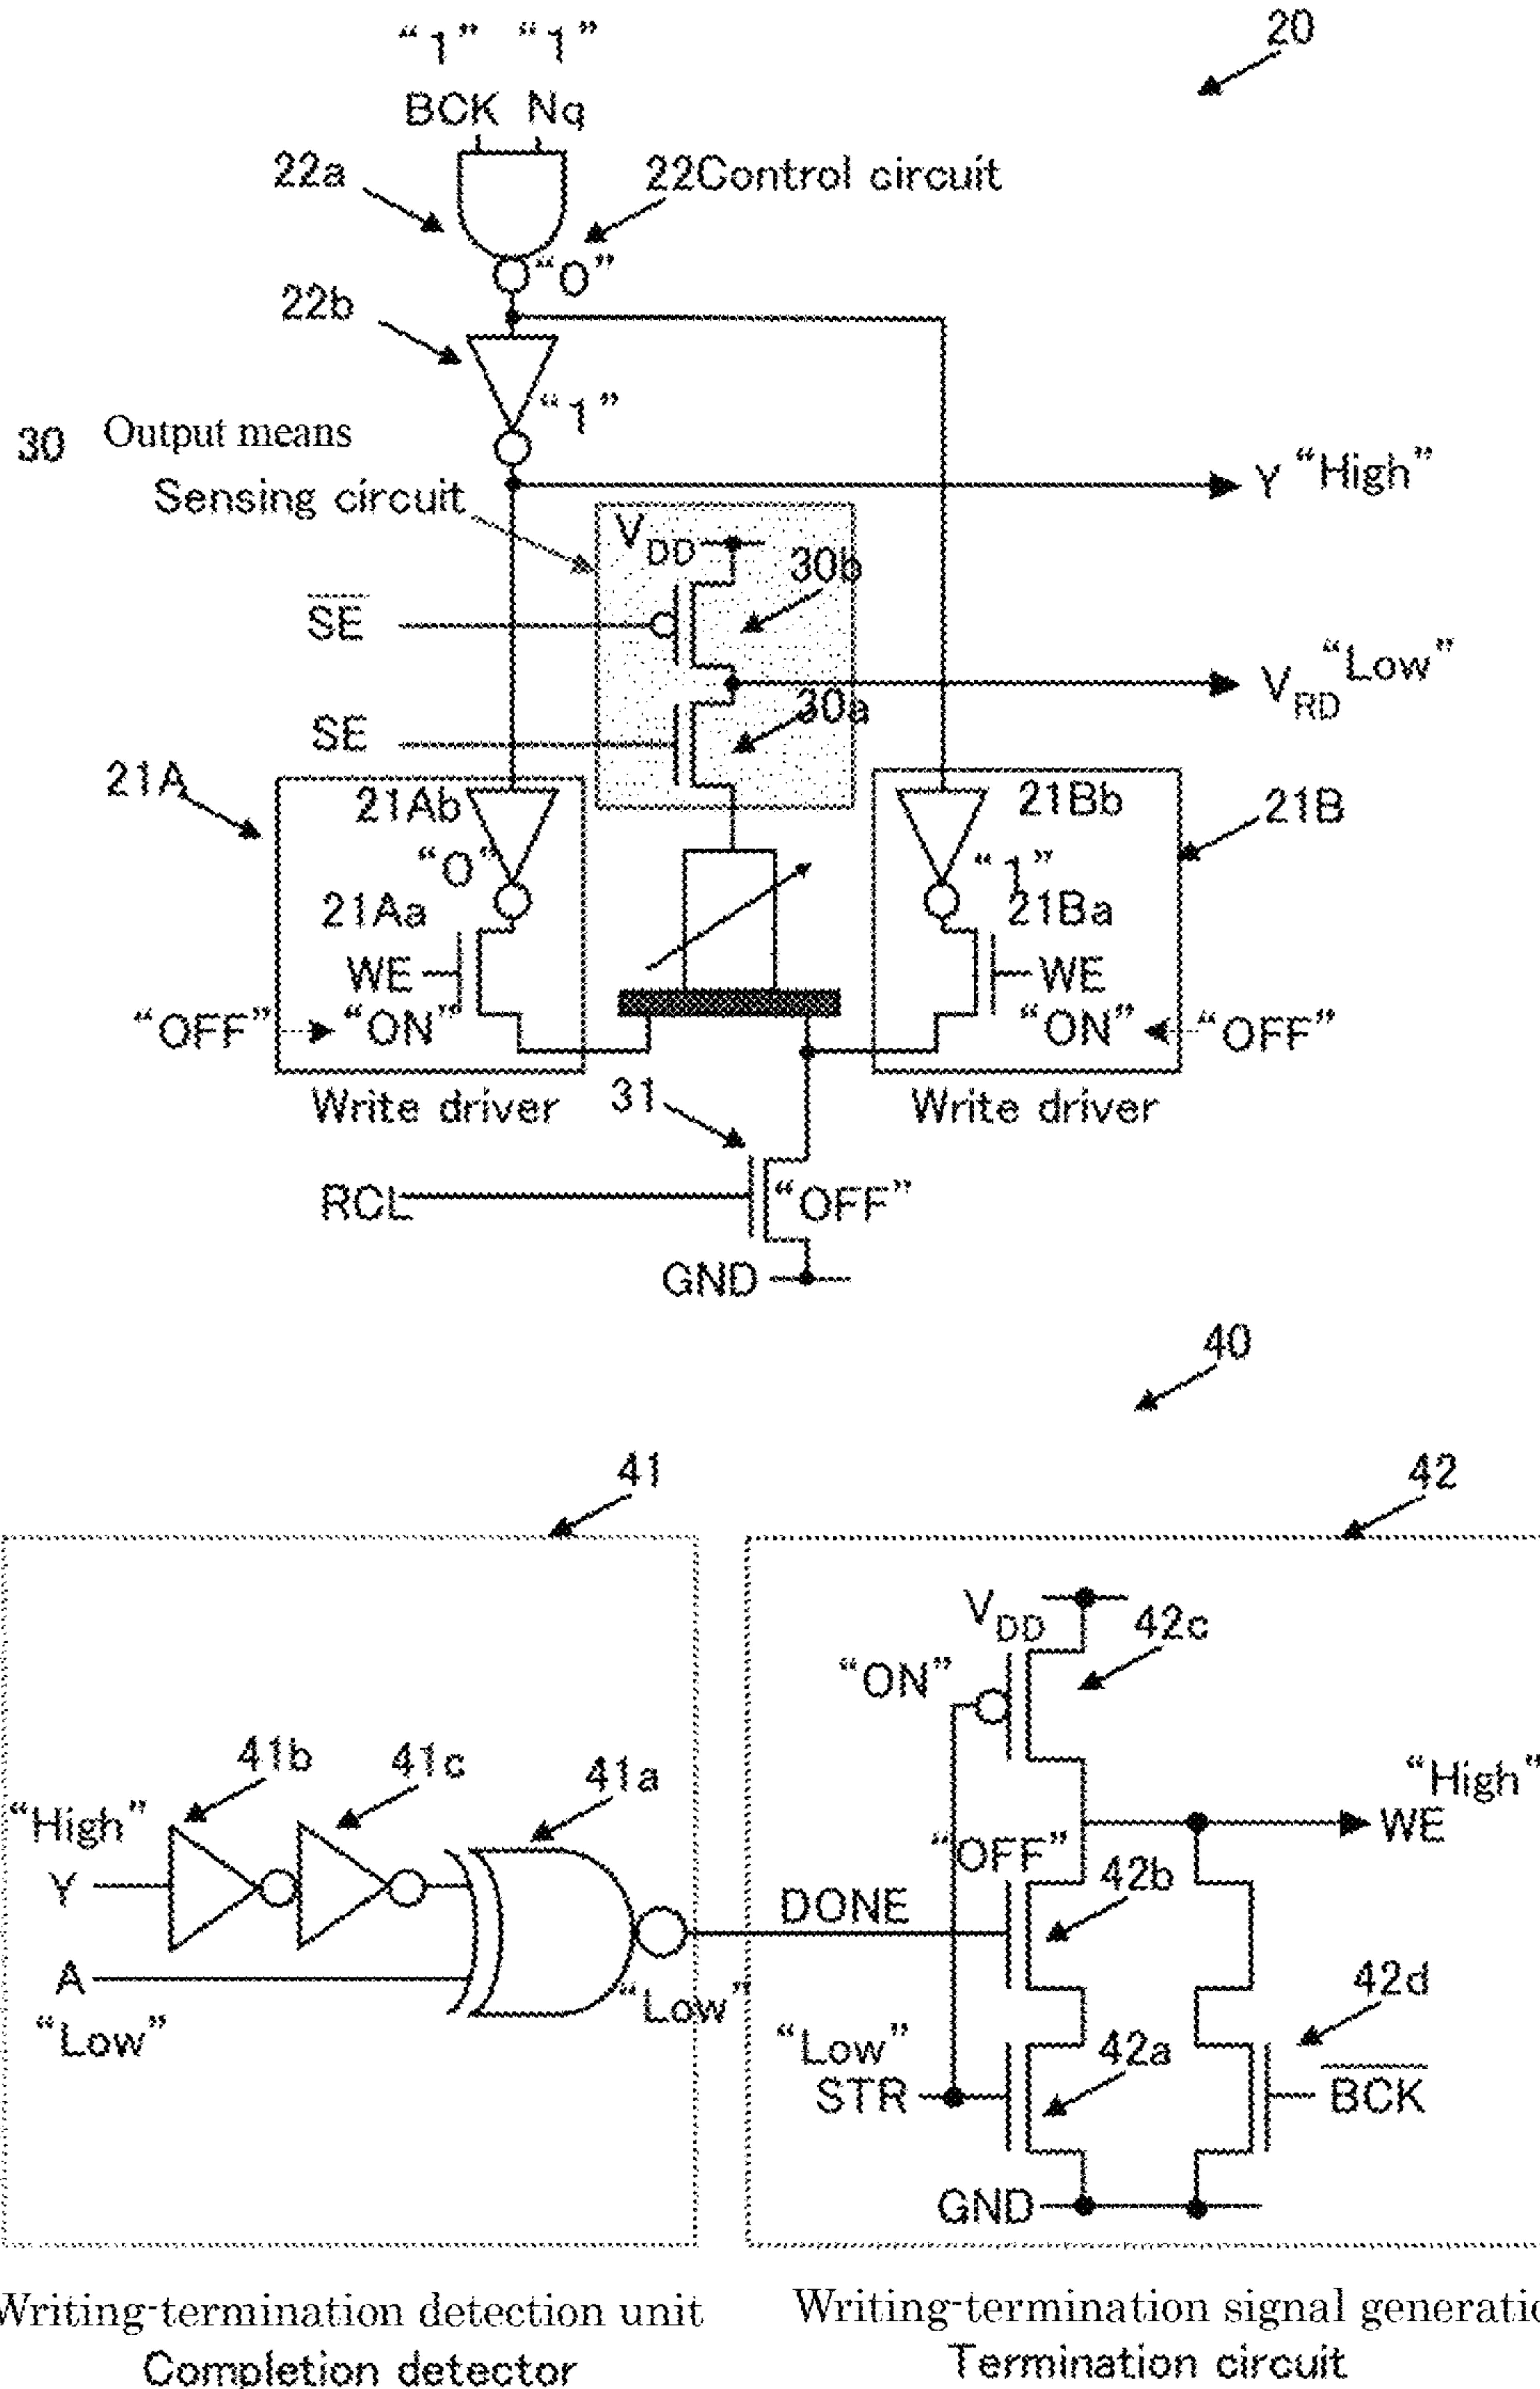 20
“1” “1”
BCK Nq
22a
22Control circuit
“0”
22b
“1”
30 Output means
Sensing circuit
Y “High”
VDD
30b
SE
“Low”
VRD
30a
SE
21A
21Ab
21Bb
21B
“0”
“1”
21Aa
21Ba
WE
WE
“OFF” “ON”
“ON” “OFF”
Write driver
31
Write driver
RCL
“OFF”
GND
40
41
42
VDD
42c
“ON”
41b
41c
41a
“High”
“High”
Y
WE
“OFF”
42b
DONE
A
“Low”
“Low”
42d
“Low”
42a
STR
BCK
GND
Writing-termination detection unit
Writing-termination signal generatio
Completion detector
Termination circuit